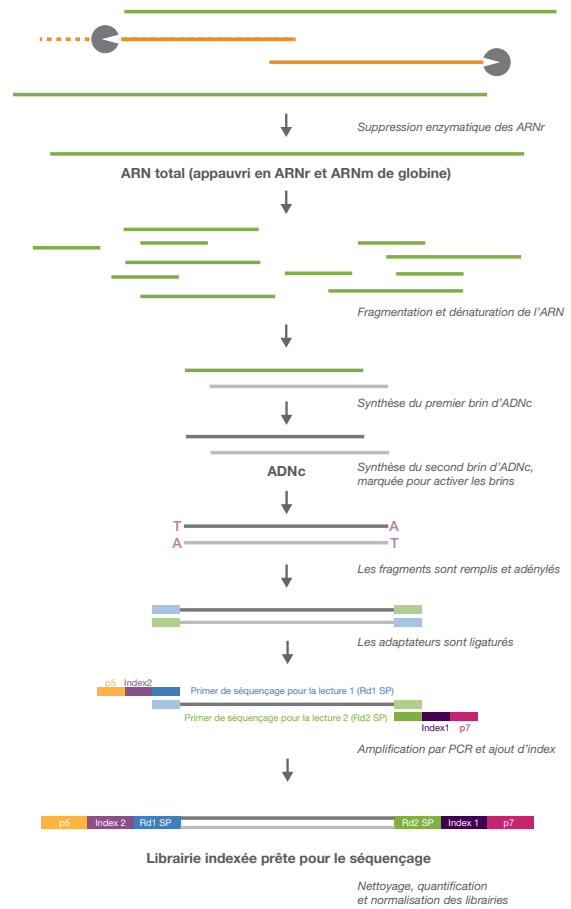 Suppression enzymatique des ARNr
ARN total (appauvri en ARNr et ARNm de globine)
Fragmentation et dénaturation de l'ARN
Synthèse du premier brin d'ADNc
ADNc
Synthèse du second brin d'ADNc,
marquée pour activer les brins
T A
A T
Les fragments sont remplis et adénylés
Les adaptateurs sont ligaturés
p5 Index2
Primer de séquençage pour la lecture 1 (Rd1 SP)
Primer de séquençage pour la lecture 2 (Rd2 SP)
Index1 p7
Amplification par PCR et ajout d'index
p5 Index 2 Rd1 SP Rd2 SP Index 1 p7
Librairie indexée prête pour le séquençage
Nettoyage, quantification
et normalisation des librairies